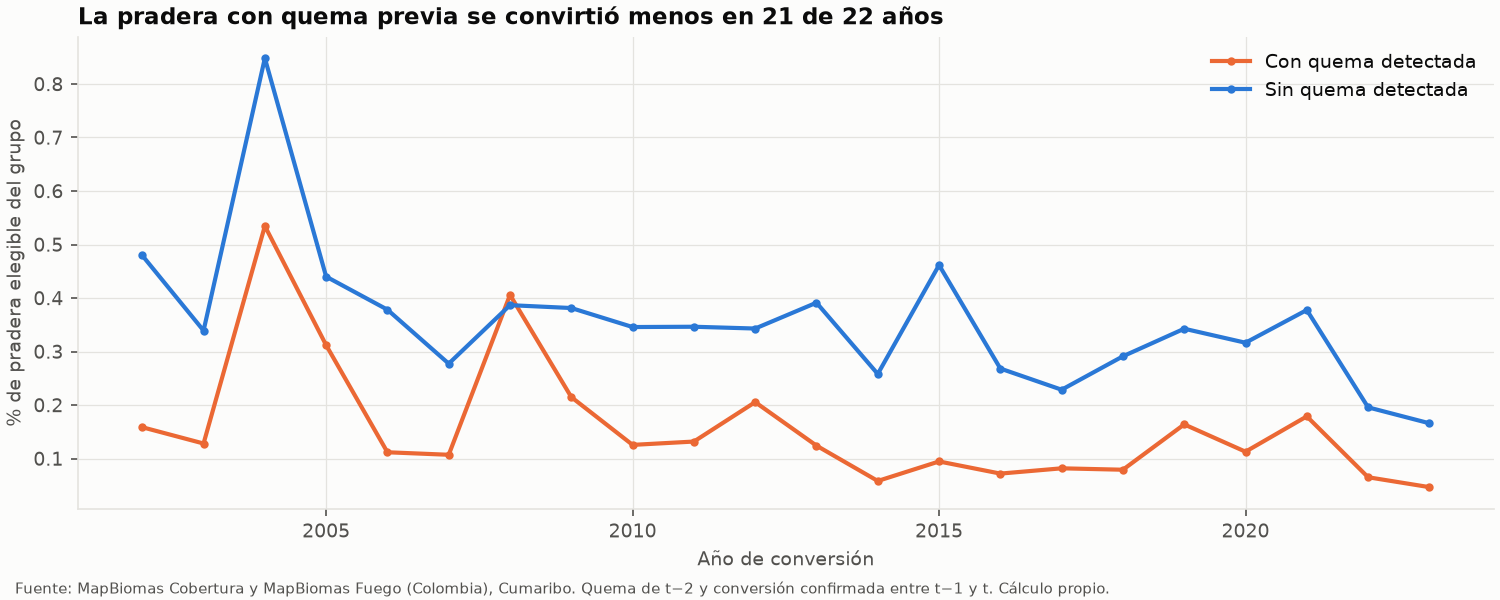 La pradera con quema previa se convirtió menos en 21 de 22 años
Con quema detectada
Sin quema detectada
% de pradera elegible del grupo
0.8
0.7
0.6
0.5
0.4
0.3
0.2
0.1
2005 2010 2015 2020
Año de conversión
Fuente: MapBiomas Cobertura y MapBiomas Fuego (Colombia), Cumaribo. Quema de t−2 y conversión confirmada entre t−1 y t. Cálculo propio.